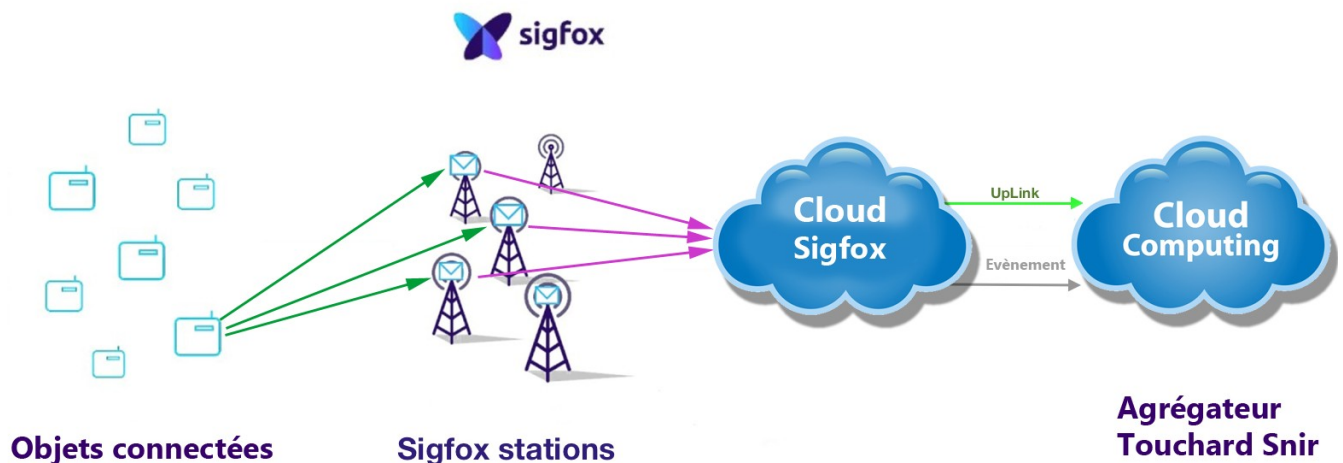 sigfox
Cloud
Sigfox
UpLink
Evènement
Cloud
Computing
Objets connectées
Sigfox stations
Agrégateur
Touchard Snir